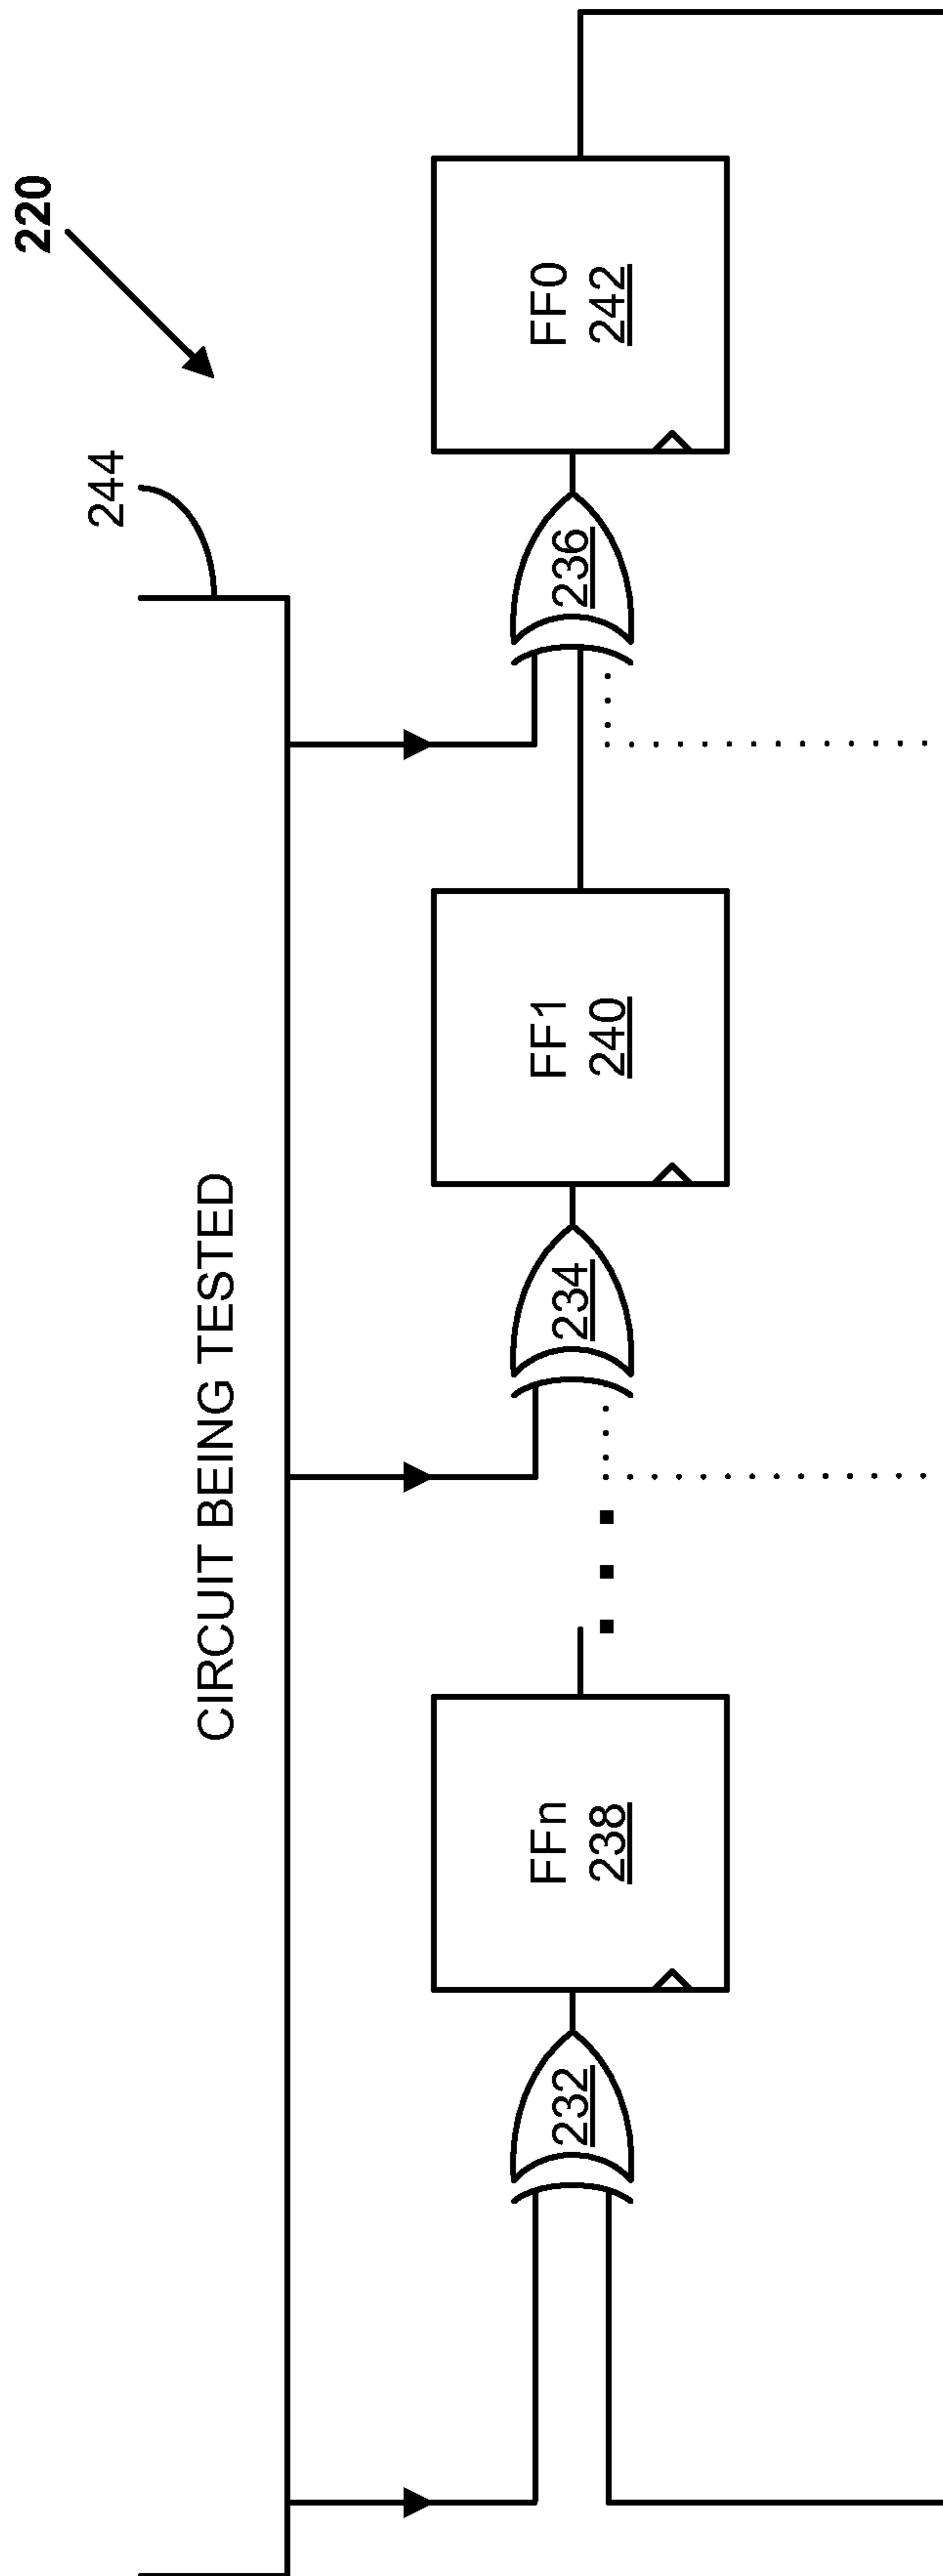 220
244
CIRCUIT BEING TESTED
232
FFn
238
234
FF1
240
236
FF0
242